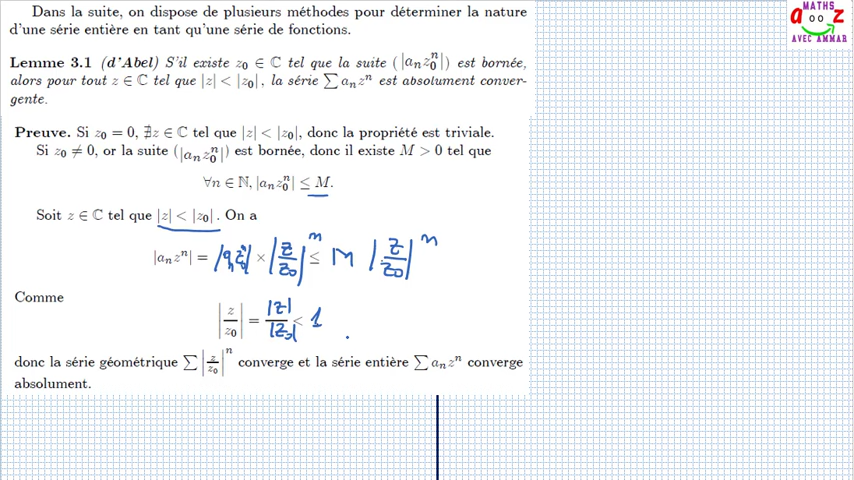 Dans la suite, on dispose de plusieurs méthodes pour déterminer la nature
d'une série entière en tant qu'une série de fonctions.
Lemme 3.1 (d'Abel) S'il existe z₀ ∈ ℂ tel que la suite (|aₙz₀ⁿ|) est bornée,
alors pour tout z ∈ ℂ tel que |z| < |z₀|, la série ∑ aₙzⁿ est absolument conver-
gente.
Preuve. Si z₀ = 0, ∄z ∈ ℂ tel que |z| < |z₀|, donc la propriété est triviale.
Si z₀ ≠ 0, or la suite (|aₙz₀ⁿ|) est bornée, donc il existe M > 0 tel que
∀n ∈ ℕ, |aₙz₀ⁿ| ≤ M.
Soit z ∈ ℂ tel que |z| < |z₀|. On a
|aₙzⁿ| = |aₙz₀ⁿ| × |z/z₀|ⁿ ≤ M |z/z₀|ⁿ
Comme
|z/z₀| = |z|/|z₀| < 1
donc la série géométrique ∑ |z/z₀|ⁿ converge et la série entière ∑ aₙzⁿ converge
absolument.
MATHS
a oo z
AVEC AMMAR